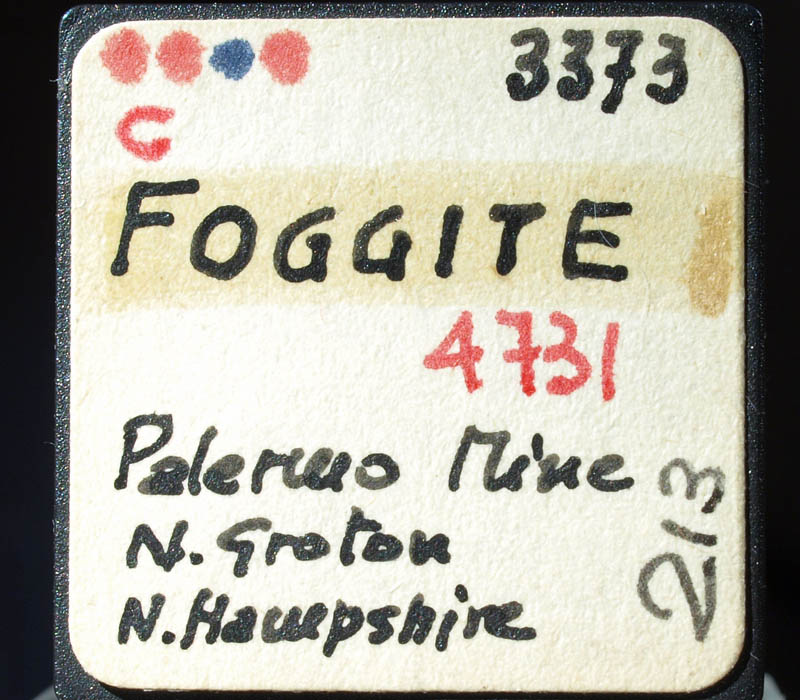 3373
C
FOGGITE
4731
Palermo Mine
N. Groton
N. Hampshire
213